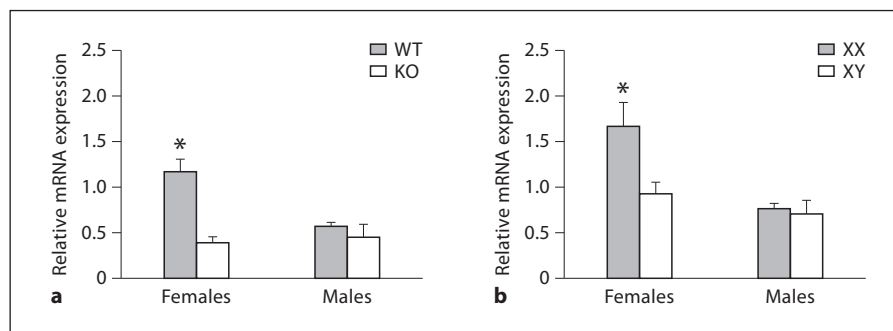 Relative mRNA expression
2.5
2.0
1.5
1.0
0.5
0
*
WT
KO
Females
Males
a
Relative mRNA expression
2.5
2.0
1.5
1.0
0.5
0
*
XX
XY
Females
Males
b